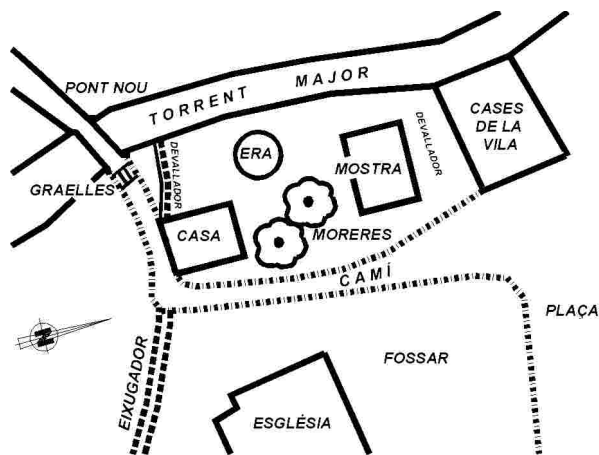 PONT NOU
TORRENT MAJOR
CASES
DE LA
VILA
DEVALLADOR
DEVALLADOR
ERA
MOSTRA
GRAELLES
CASA
MORERES
CAMÍ
PLAÇA
N
EIXUGADOR
FOSSAR
ESGLÉSIA